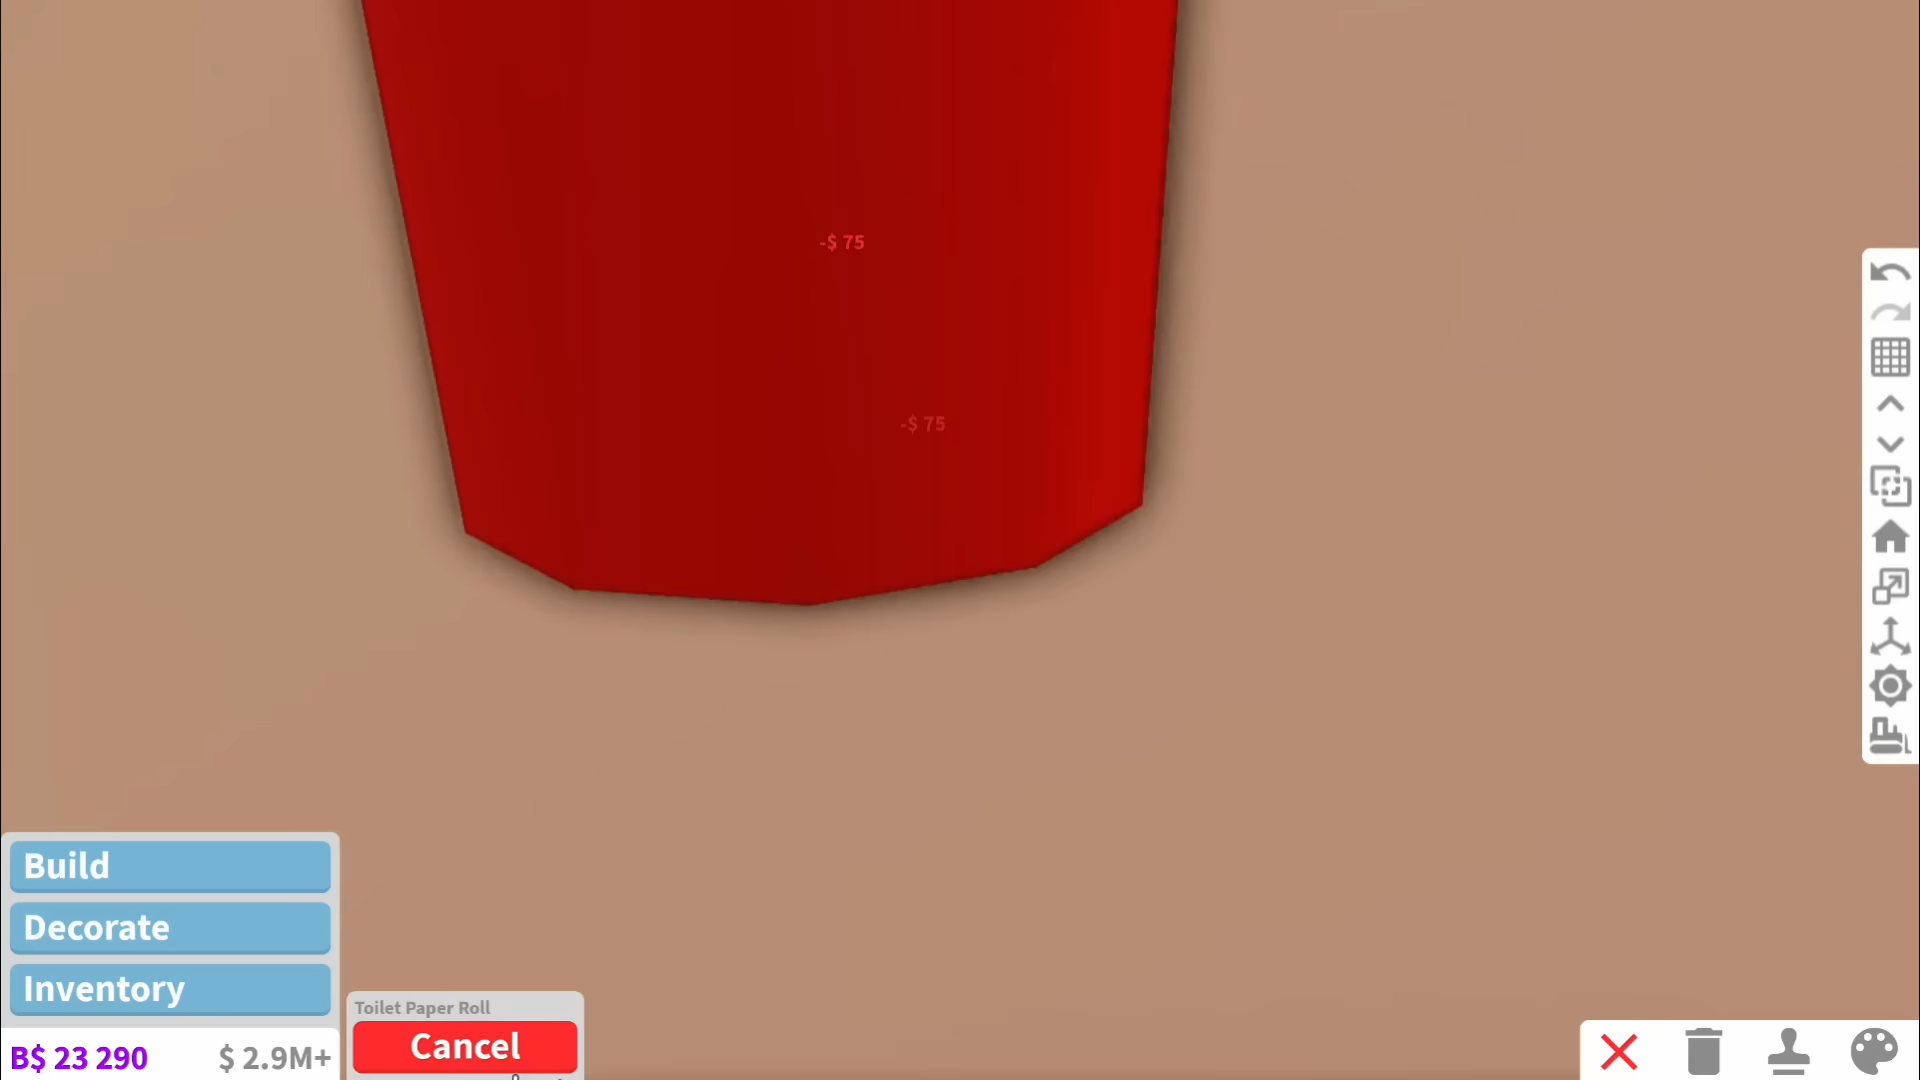 -$ 75
-$ 75
Build
Decorate
Inventory
B$ 23 290
$ 2.9M+
Toilet Paper Roll
Cancel